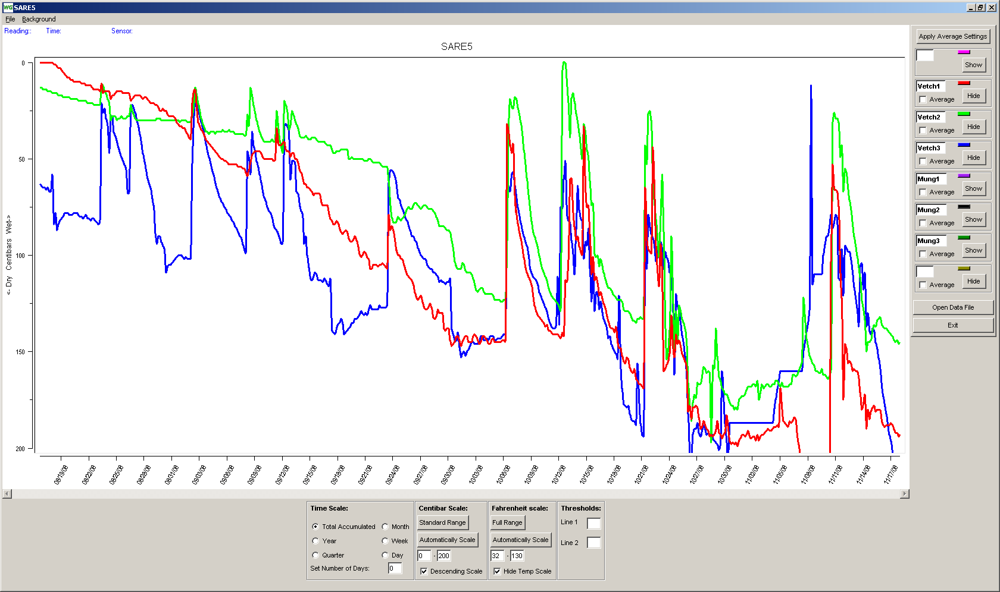 WG SARE5
File Background
Reading:: Time: Sensor:
SARE5
<- Dry Centibars Wet->
0
50
100
150
200
08/19/08 08/22/08 08/25/08 08/28/08 08/31/08 09/03/08 09/06/08 09/09/08 09/12/08 09/15/08 09/18/08 09/21/08 09/24/08 09/27/08 09/30/08 10/03/08 10/06/08 10/09/08 10/12/08 10/15/08 10/18/08 10/21/08 10/24/08 10/27/08 10/30/08 11/02/08 11/05/08 11/08/08 11/11/08 11/14/08 11/17/08
Apply Average Settings
Show
Vetch1
Average Hide
Vetch2
Average Hide
Vetch3
Average Hide
Mung1
Average Show
Mung2
Average Show
Mung3
Average Show
Average Hide
Open Data File
Exit
Time Scale:
Total Accumulated Month
Year Week
Quarter Day
Set Number of Days: 0
Centibar Scale:
Standard Range
Automatically Scale
0 - 200
Descending Scale
Fahrenheit scale:
Full Range
Automatically Scale
32 - 130
Hide Temp Scale
Thresholds:
Line 1
Line 2